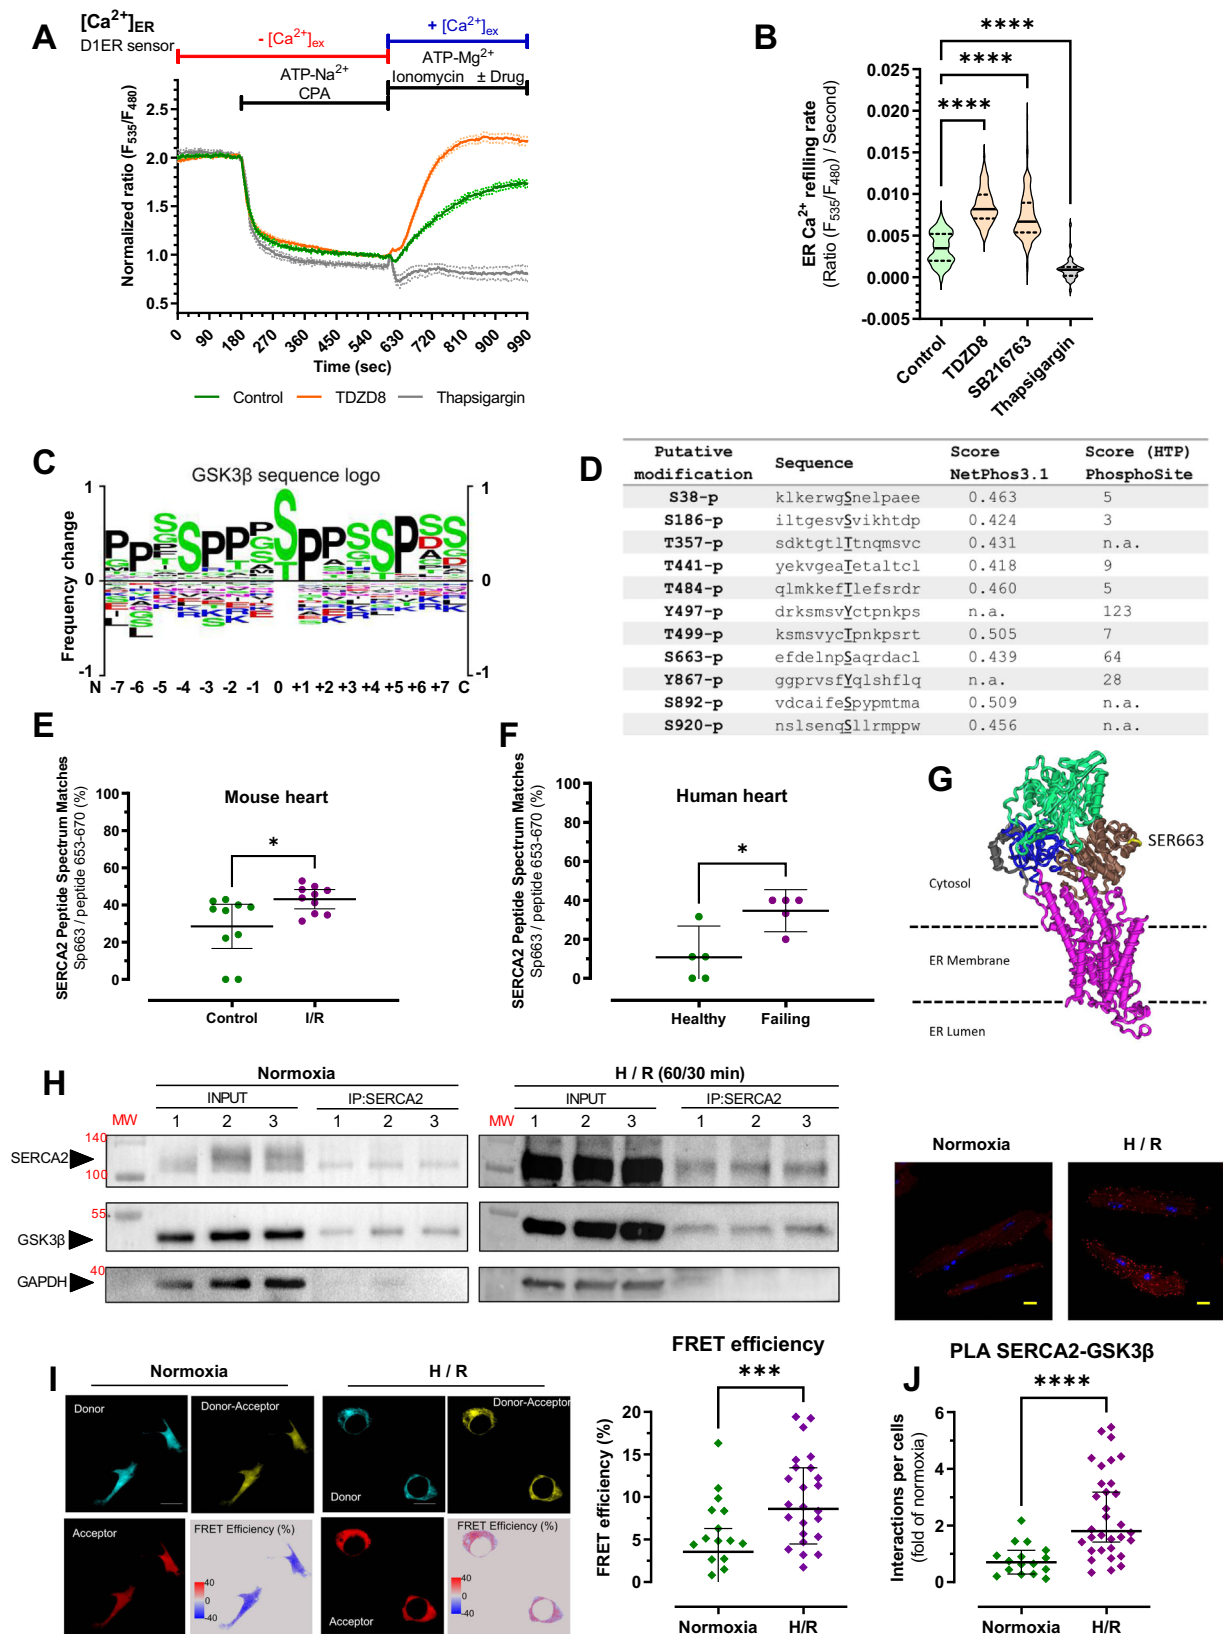 A
[Ca²⁺]ER
D1ER sensor
- [Ca²⁺]ex
+ [Ca²⁺]ex
ATP-Na²⁺
CPA
ATP-Mg²⁺
Ionomycin ± Drug
Normalized ratio (F535/F480)
2.5
2.0
1.5
1.0
0.5
0 90 180 270 360 450 540 630 720 810 900 990
Time (sec)
Control TDZD8 Thapsigargin
B
****
****
****
ER Ca²⁺ refilling rate
(Ratio (F535/F480) / Second)
0.025
0.020
0.015
0.010
0.005
0.000
-0.005
Control TDZD8 SB216763 Thapsigargin
C
GSK3β sequence logo
Frequency change
1 1
0 0
-1 -1
N -7 -6 -5 -4 -3 -2 -1 0 +1 +2 +3 +4 +5 +6 +7 C
D
Putative modification Sequence Score NetPhos3.1 Score (HTP) PhosphoSite
S38-p klkerwgSnelpaee 0.463 5
S186-p iltgesvSvikhtdp 0.424 3
T357-p sdktgtlTtnqmsvc 0.431 n.a.
T441-p yekvgeaTetaltcl 0.418 9
T484-p qlmkkefTlefsrdr 0.460 5
Y497-p drksmsvYctpnkps n.a. 123
T499-p ksmsvycTpnkpsrt 0.505 7
S663-p efdelnpSaqrdacl 0.439 64
Y867-p ggprvsfYqlshflq n.a. 28
S892-p vdcaifeSpypmtma 0.509 n.a.
S920-p nslsenqSllrmppw 0.456 n.a.
E
Mouse heart
SERCA2 Peptide Spectrum Matches
Sp663 / peptide 653-670 (%)
100
80
60
40
20
0
*
Control I/R
F
Human heart
SERCA2 Peptide Spectrum Matches
Sp663 / peptide 653-670 (%)
100
80
60
40
20
0
*
Healthy Failing
G
SER663
Cytosol
ER Membrane
ER Lumen
H
Normoxia
H / R (60/30 min)
INPUT IP:SERCA2 INPUT IP:SERCA2
MW 1 2 3 1 2 3 MW 1 2 3 1 2 3
140
SERCA2
100
55
GSK3β
40
GAPDH
Normoxia H / R
I
Normoxia H / R
Donor
Donor-Acceptor
Acceptor
FRET Efficiency (%)
40
0
-40
Donor
Donor-Acceptor
Acceptor
FRET Efficiency (%)
40
0
-40
FRET efficiency
***
FRET efficiency (%)
20
15
10
5
0
Normoxia H/R
PLA SERCA2-GSK3β
J
****
Interactions per cells
(fold of normoxia)
6
4
2
0
Normoxia H/R